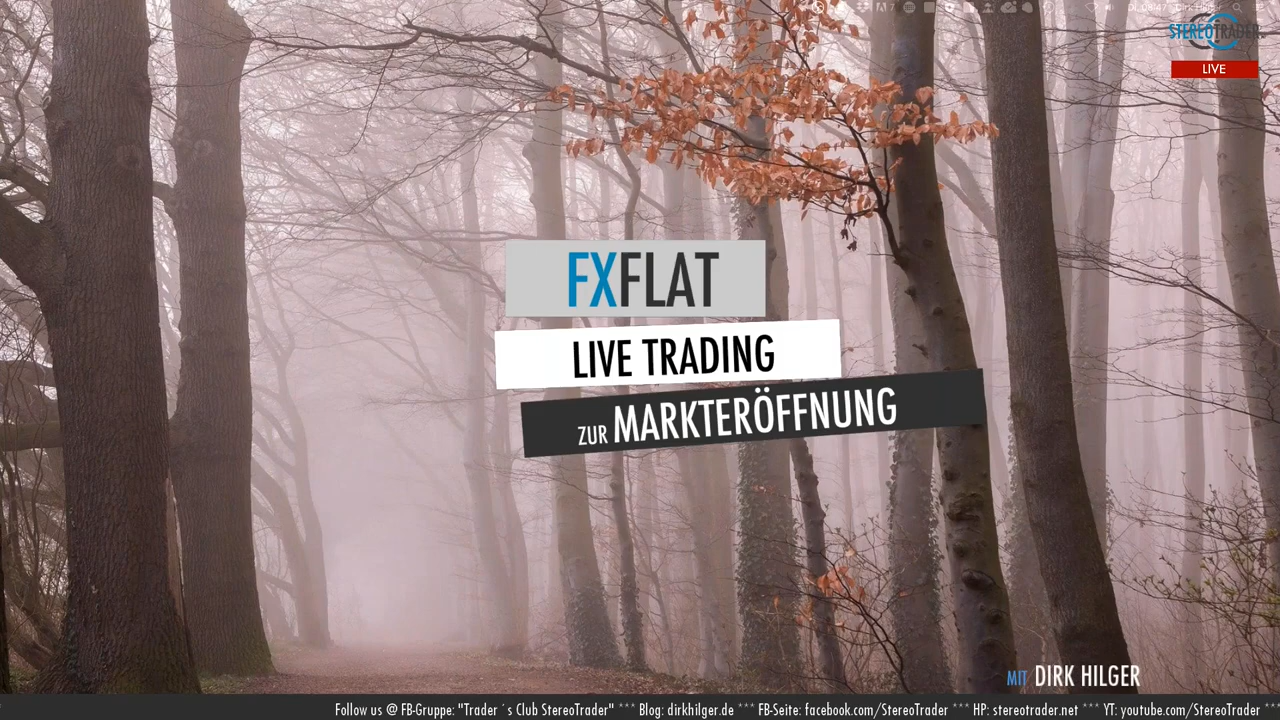 STEREOTRADER
LIVE
FXFLAT
LIVE TRADING
ZUR MARKTERÖFFNUNG
MIT DIRK HILGER
Follow us @ FB-Gruppe: "Trader´s Club StereoTrader" *** Blog: dirkhilger.de *** FB-Seite: facebook.com/StereoTrader *** HP: stereotrader.net *** YT: youtube.com/StereoTrader ***